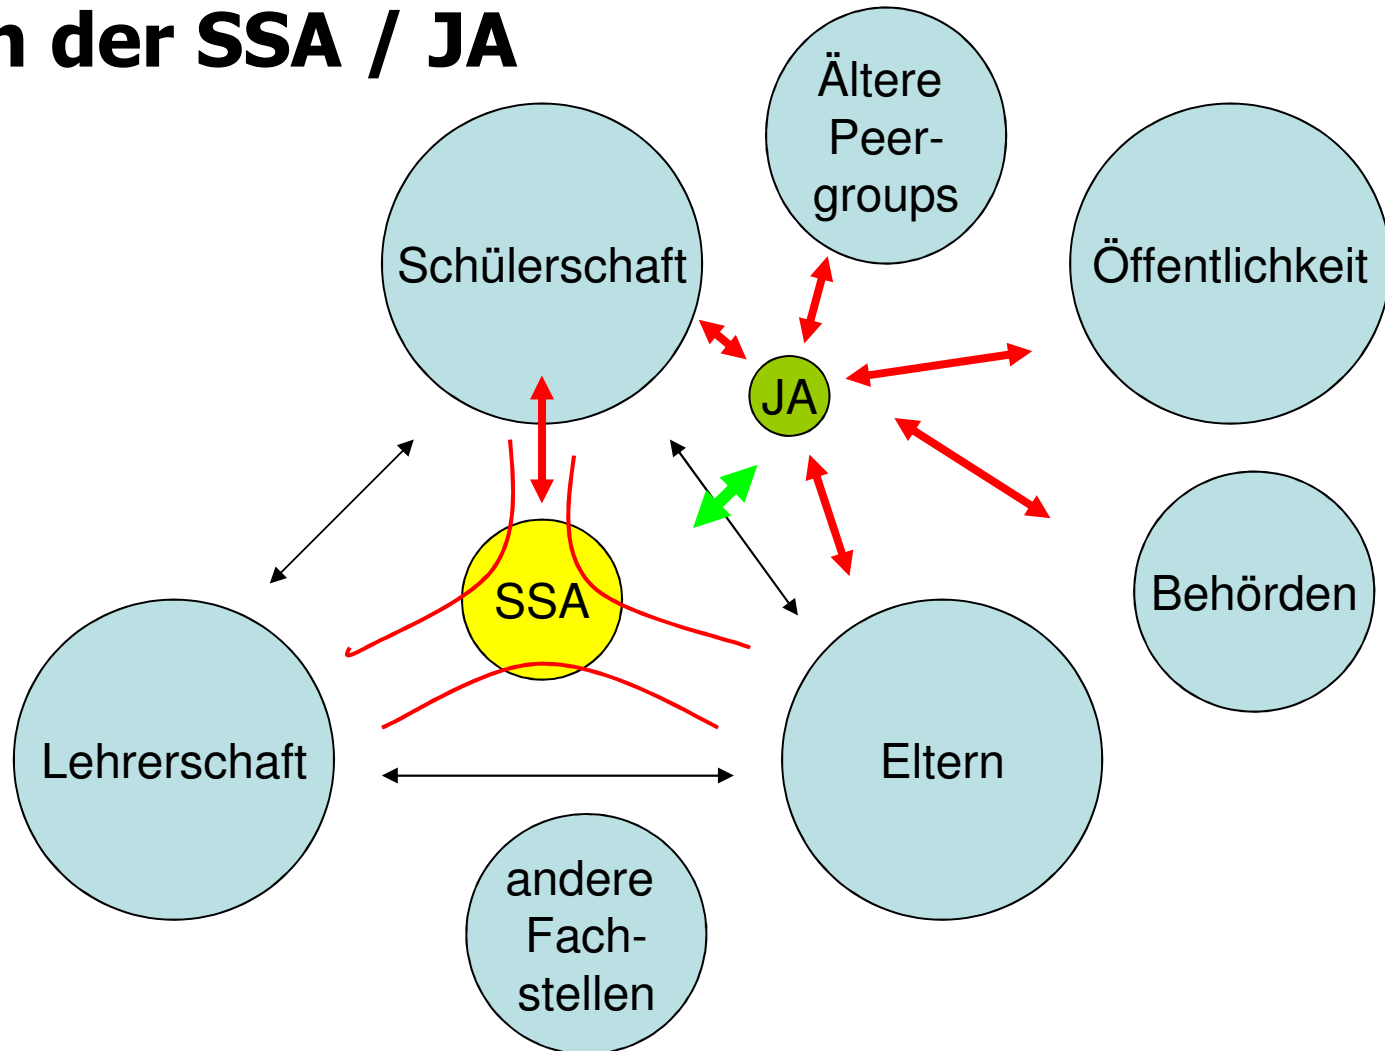 n der SSA / JA
Ältere
Peer-
groups
Schülerschaft
Öffentlichkeit
JA
SSA
Behörden
Lehrerschaft
Eltern
andere
Fach-
stellen